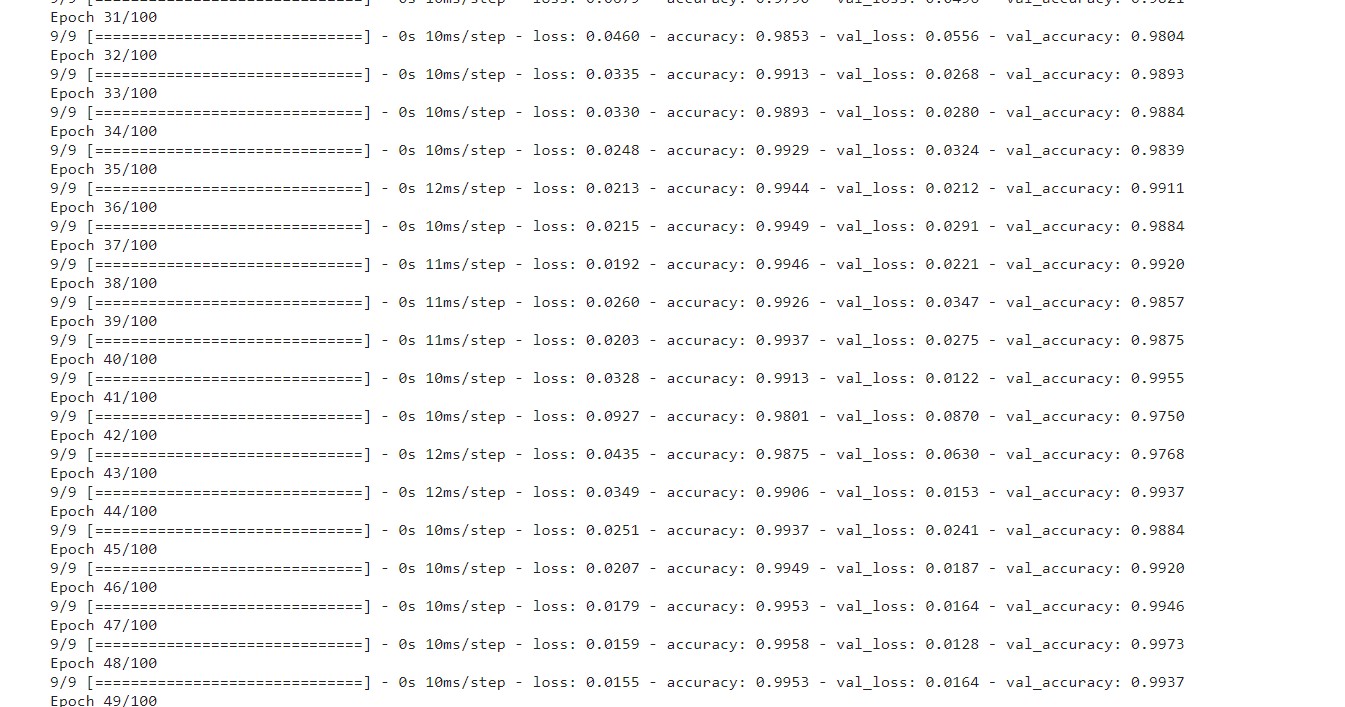 Epoch 31/100
9/9 [==============================] - 0s 10ms/step - loss: 0.0460 - accuracy: 0.9853 - val_loss: 0.0556 - val_accuracy: 0.9804
Epoch 32/100
9/9 [==============================] - 0s 10ms/step - loss: 0.0335 - accuracy: 0.9913 - val_loss: 0.0268 - val_accuracy: 0.9893
Epoch 33/100
9/9 [==============================] - 0s 10ms/step - loss: 0.0330 - accuracy: 0.9893 - val_loss: 0.0280 - val_accuracy: 0.9884
Epoch 34/100
9/9 [==============================] - 0s 10ms/step - loss: 0.0248 - accuracy: 0.9929 - val_loss: 0.0324 - val_accuracy: 0.9839
Epoch 35/100
9/9 [==============================] - 0s 12ms/step - loss: 0.0213 - accuracy: 0.9944 - val_loss: 0.0212 - val_accuracy: 0.9911
Epoch 36/100
9/9 [==============================] - 0s 10ms/step - loss: 0.0215 - accuracy: 0.9949 - val_loss: 0.0291 - val_accuracy: 0.9884
Epoch 37/100
9/9 [==============================] - 0s 11ms/step - loss: 0.0192 - accuracy: 0.9946 - val_loss: 0.0221 - val_accuracy: 0.9920
Epoch 38/100
9/9 [==============================] - 0s 11ms/step - loss: 0.0260 - accuracy: 0.9926 - val_loss: 0.0347 - val_accuracy: 0.9857
Epoch 39/100
9/9 [==============================] - 0s 11ms/step - loss: 0.0203 - accuracy: 0.9937 - val_loss: 0.0275 - val_accuracy: 0.9875
Epoch 40/100
9/9 [==============================] - 0s 10ms/step - loss: 0.0328 - accuracy: 0.9913 - val_loss: 0.0122 - val_accuracy: 0.9955
Epoch 41/100
9/9 [==============================] - 0s 10ms/step - loss: 0.0927 - accuracy: 0.9801 - val_loss: 0.0870 - val_accuracy: 0.9750
Epoch 42/100
9/9 [==============================] - 0s 12ms/step - loss: 0.0435 - accuracy: 0.9875 - val_loss: 0.0630 - val_accuracy: 0.9768
Epoch 43/100
9/9 [==============================] - 0s 12ms/step - loss: 0.0349 - accuracy: 0.9906 - val_loss: 0.0153 - val_accuracy: 0.9937
Epoch 44/100
9/9 [==============================] - 0s 10ms/step - loss: 0.0251 - accuracy: 0.9937 - val_loss: 0.0241 - val_accuracy: 0.9884
Epoch 45/100
9/9 [==============================] - 0s 10ms/step - loss: 0.0207 - accuracy: 0.9949 - val_loss: 0.0187 - val_accuracy: 0.9920
Epoch 46/100
9/9 [==============================] - 0s 10ms/step - loss: 0.0179 - accuracy: 0.9953 - val_loss: 0.0164 - val_accuracy: 0.9946
Epoch 47/100
9/9 [==============================] - 0s 10ms/step - loss: 0.0159 - accuracy: 0.9958 - val_loss: 0.0128 - val_accuracy: 0.9973
Epoch 48/100
9/9 [==============================] - 0s 10ms/step - loss: 0.0155 - accuracy: 0.9953 - val_loss: 0.0164 - val_accuracy: 0.9937
Epoch 49/100